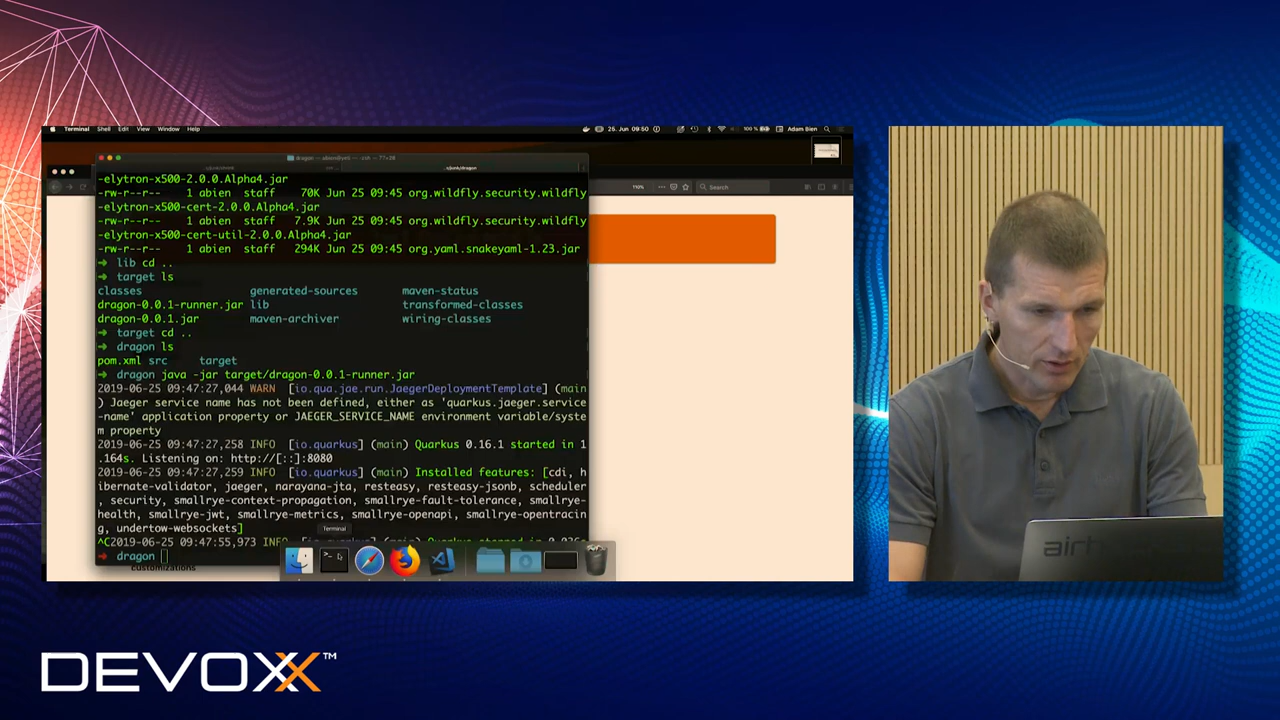 Terminal Shell Edit View Window Help
25. Jun 09:50 100 % Adam Bien
110% Search
-elytron-x500-2.0.0.Alpha4.jar
-rw-r--r-- 1 abien staff 70K Jun 25 09:45 org.wildfly.security.wildfly
-elytron-x500-cert-2.0.0.Alpha4.jar
-rw-r--r-- 1 abien staff 7.9K Jun 25 09:45 org.wildfly.security.wildfly
-elytron-x500-cert-util-2.0.0.Alpha4.jar
-rw-r--r-- 1 abien staff 294K Jun 25 09:45 org.yaml.snakeyaml-1.23.jar
➜ lib cd ..
➜ target ls
classes generated-sources maven-status
dragon-0.0.1-runner.jar lib transformed-classes
dragon-0.0.1.jar maven-archiver wiring-classes
➜ target cd ..
➜ dragon ls
pom.xml src target
➜ dragon java -jar target/dragon-0.0.1-runner.jar
2019-06-25 09:47:27,044 WARN [io.qua.jae.run.JaegerDeploymentTemplate] (main
) Jaeger service name has not been defined, either as 'quarkus.jaeger.service
-name' application property or JAEGER_SERVICE_NAME environment variable/syste
m property
2019-06-25 09:47:27,258 INFO [io.quarkus] (main) Quarkus 0.16.1 started in 1
.164s. Listening on: http://[::]:8080
2019-06-25 09:47:27,259 INFO [io.quarkus] (main) Installed features: [cdi, h
ibernate-validator, jaeger, narayana-jta, resteasy, resteasy-jsonb, scheduler
, security, smallrye-context-propagation, smallrye-fault-tolerance, smallrye-
health, smallrye-jwt, smallrye-metrics, smallrye-openapi, smallrye-opentracin
g, undertow-websockets]
Terminal
^C2019-06-25 09:47:55,973 INFO
➜ dragon
customizations
airh
DEVOXX™